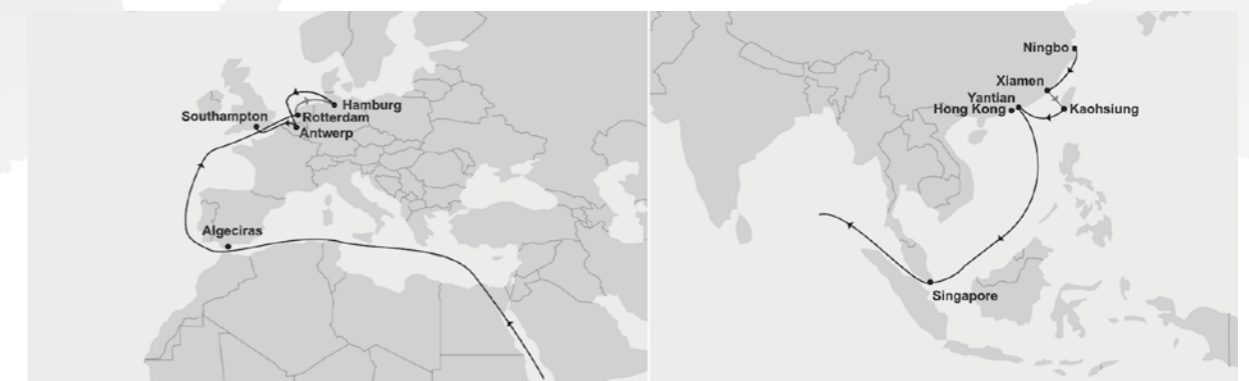 Hamburg
Southampton
Rotterdam
Antwerp
Algeciras
Ningbo
Xiamen
Yantian
Hong Kong
Kaohsiung
Singapore